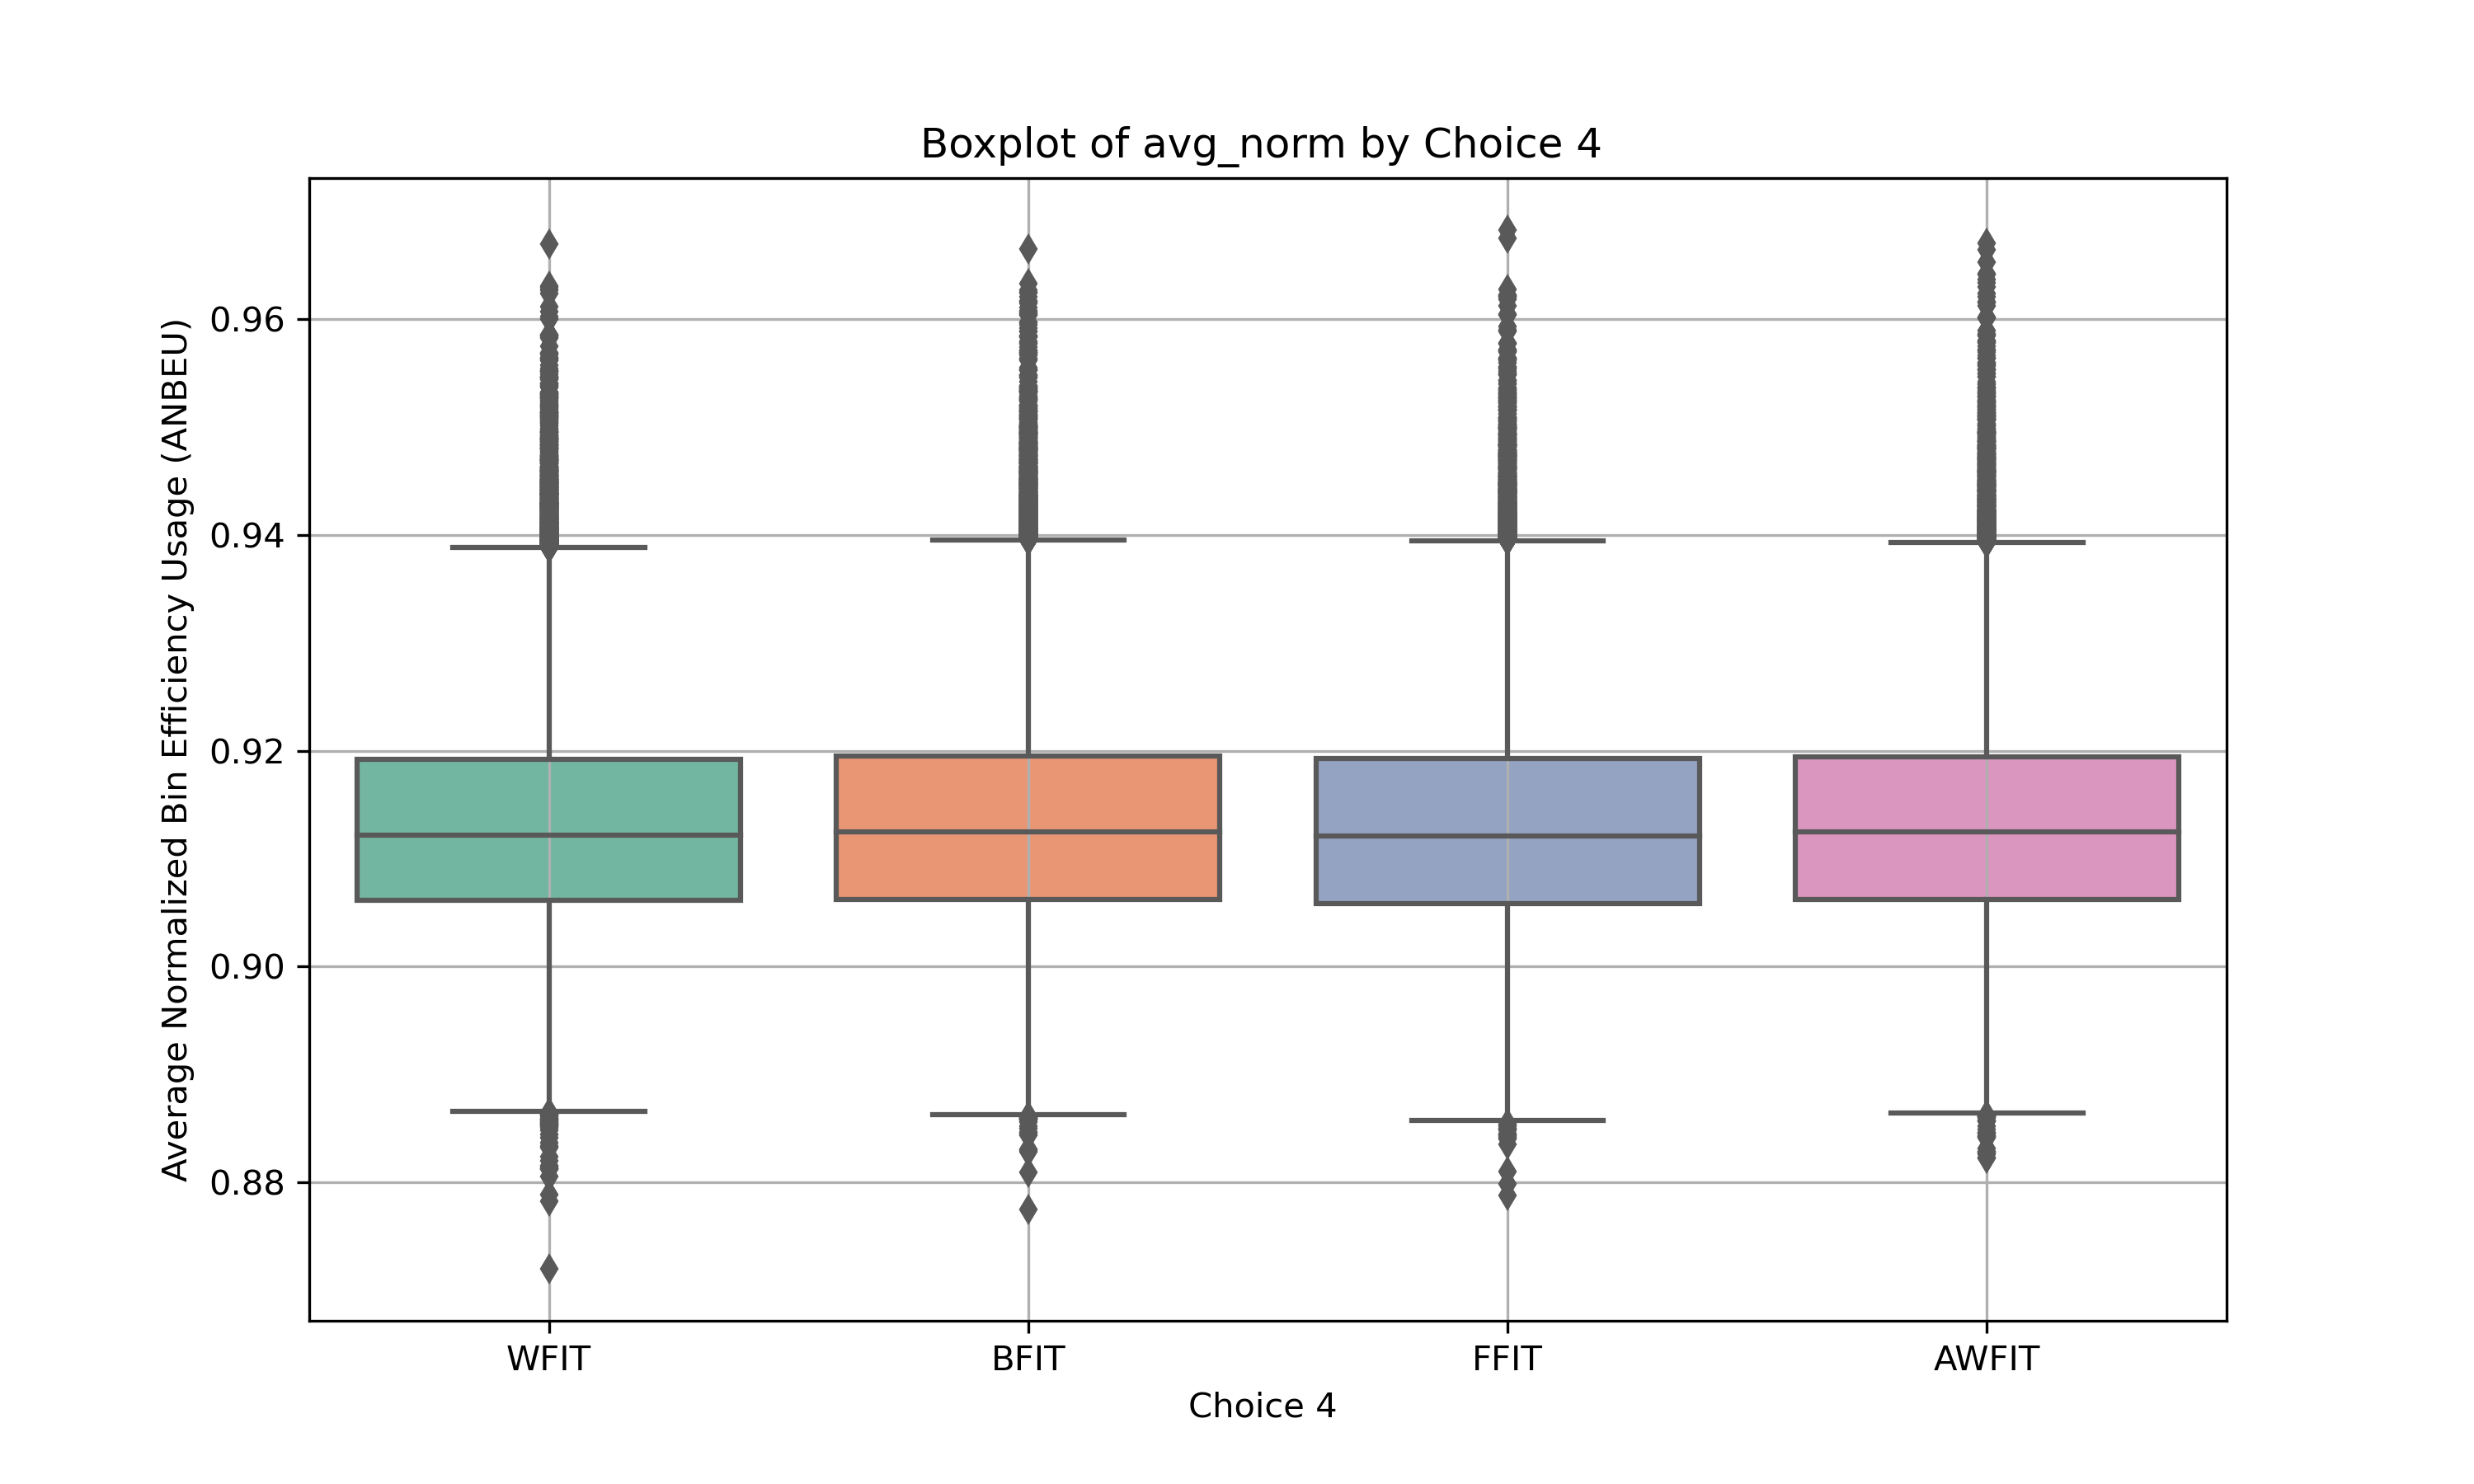 Boxplot of avg_norm by Choice 4
Average Normalized Bin Efficiency Usage (ANBEU)
0.96
0.94
0.92
0.90
0.88
WFIT
BFIT
FFIT
AWFIT
Choice 4